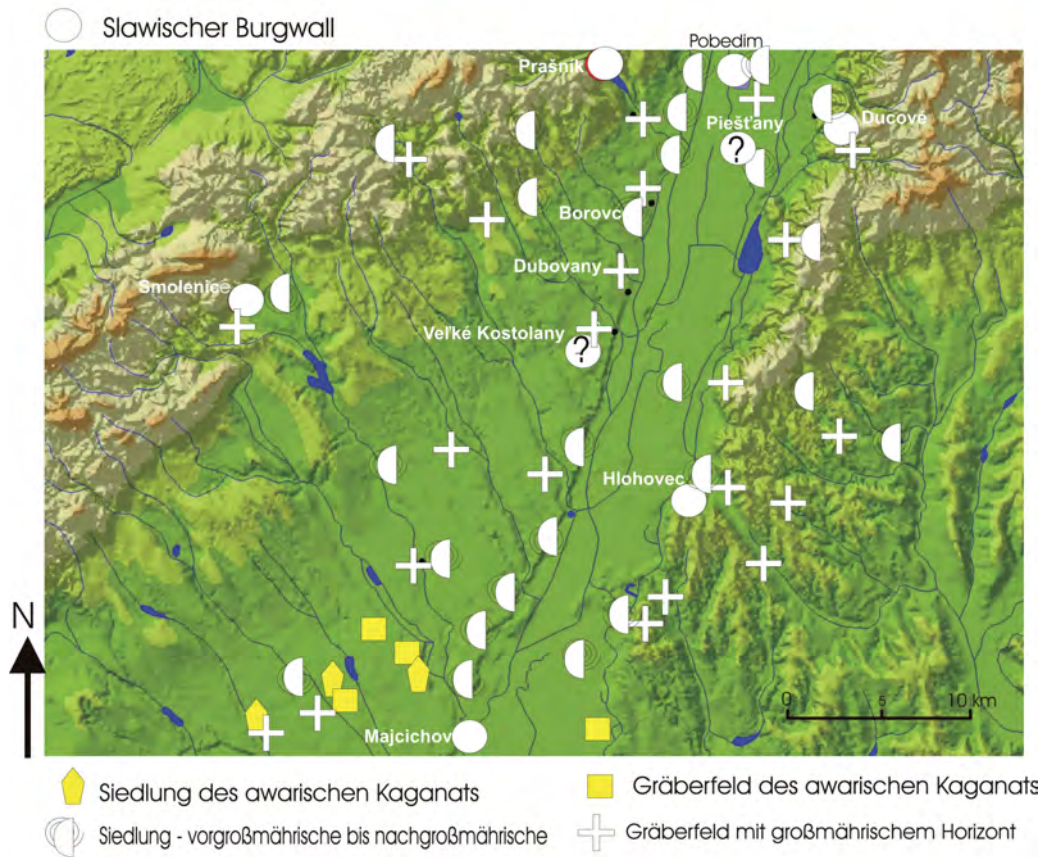 Slawischer Burgwall
Pobedim
Prašnik
Piešťany
Ducové
?
Borovce
Dubovany
Smolenice
Veľké Kostolany
?
Hlohovec
N
0 5 10 km
Majcichov
Siedlung des awarischen Kaganats
Gräberfeld des awarischen Kaganats
Siedlung - vorgroßmährische bis nachgroßmährische
Gräberfeld mit großmährischem Horizont